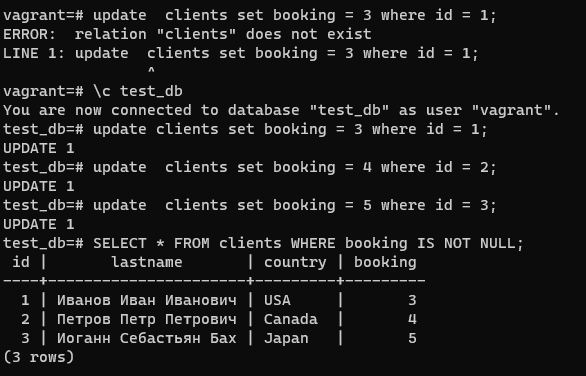 vagrant=# update  clients set booking = 3 where id = 1;
ERROR:  relation "clients" does not exist
LINE 1: update  clients set booking = 3 where id = 1;
                ^
vagrant=# \c test_db
You are now connected to database "test_db" as user "vagrant".
test_db=# update clients set booking = 3 where id = 1;
UPDATE 1
test_db=# update  clients set booking = 4 where id = 2;
UPDATE 1
test_db=# update  clients set booking = 5 where id = 3;
UPDATE 1
test_db=# SELECT * FROM clients WHERE booking IS NOT NULL;
 id |       lastname       | country | booking
----+----------------------+---------+---------
  1 | Иванов Иван Иванович | USA     |       3
  2 | Петров Петр Петрович | Canada  |       4
  3 | Иоганн Себастьян Бах | Japan   |       5
(3 rows)